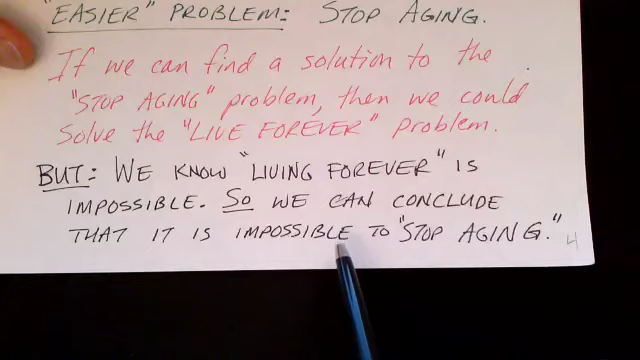 "EASIER" PROBLEM: STOP AGING.
If we can find a solution to the
"STOP AGING" problem, then we could
solve the "LIVE FOREVER" problem.
BUT: WE KNOW "LIVING FOREVER" IS
IMPOSSIBLE. SO WE CAN CONCLUDE
THAT IT IS IMPOSSIBLE TO "STOP AGING."
4